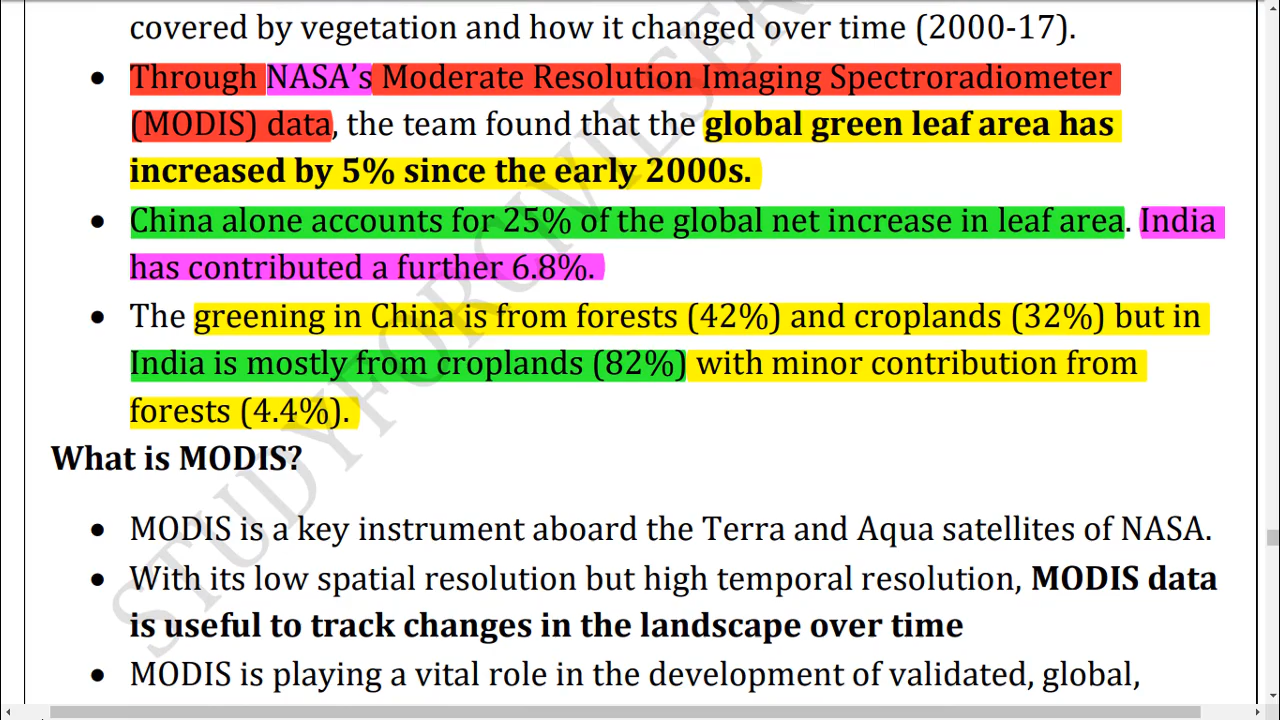 covered by vegetation and how it changed over time (2000-17).
• Through NASA’s Moderate Resolution Imaging Spectroradiometer
(MODIS) data, the team found that the global green leaf area has
increased by 5% since the early 2000s.
• China alone accounts for 25% of the global net increase in leaf area. India
has contributed a further 6.8%.
• The greening in China is from forests (42%) and croplands (32%) but in
India is mostly from croplands (82%) with minor contribution from
forests (4.4%).
What is MODIS?
• MODIS is a key instrument aboard the Terra and Aqua satellites of NASA.
• With its low spatial resolution but high temporal resolution, MODIS data
is useful to track changes in the landscape over time
• MODIS is playing a vital role in the development of validated, global,
STUDYFORCIVILSER